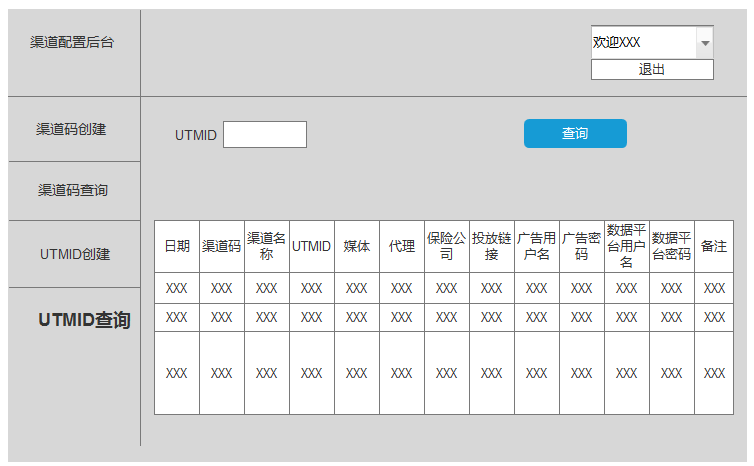 渠道配置后台
欢迎XXX
退出
渠道码创建
渠道码查询
UTMID创建
UTMID查询
UTMID
查询
日期 渠道码 渠道名称 UTMID 媒体 代理 保险公司 投放链接 广告用户名 广告密码 数据平台用户名 数据平台密码 备注
XXX XXX XXX XXX XXX XXX XXX XXX XXX XXX XXX XXX XXX
XXX XXX XXX XXX XXX XXX XXX XXX XXX XXX XXX XXX XXX
XXX XXX XXX XXX XXX XXX XXX XXX XXX XXX XXX XXX XXX